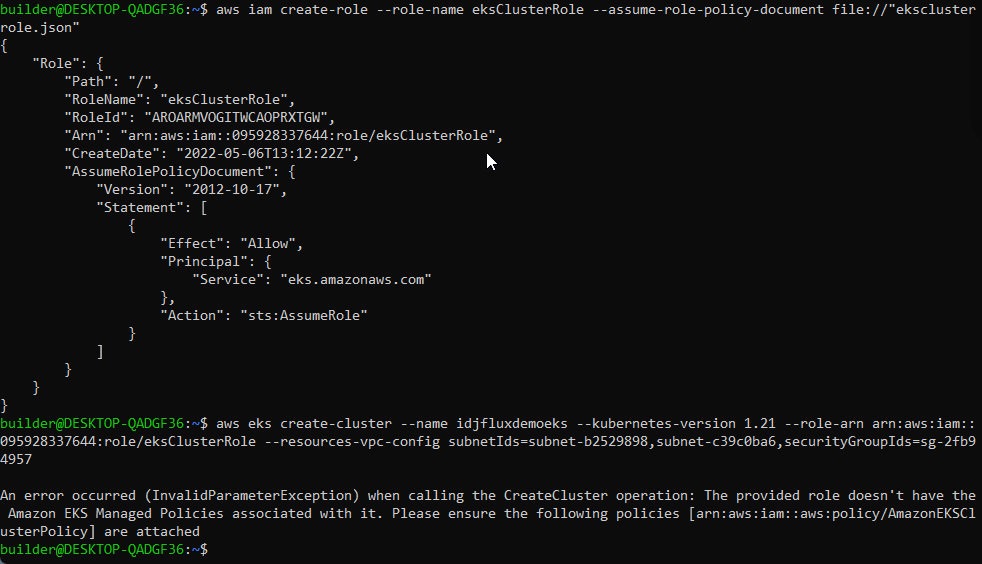 builder@DESKTOP-QADGF36:~$ aws iam create-role --role-name eksClusterRole --assume-role-policy-document file://"ekscluster
role.json"
{
    "Role": {
        "Path": "/",
        "RoleName": "eksClusterRole",
        "RoleId": "AROARMVOGITWCAOPRXTGW",
        "Arn": "arn:aws:iam::095928337644:role/eksClusterRole",
        "CreateDate": "2022-05-06T13:12:22Z",
        "AssumeRolePolicyDocument": {
            "Version": "2012-10-17",
            "Statement": [
                {
                    "Effect": "Allow",
                    "Principal": {
                        "Service": "eks.amazonaws.com"
                    },
                    "Action": "sts:AssumeRole"
                }
            ]
        }
    }
}
builder@DESKTOP-QADGF36:~$ aws eks create-cluster --name idjfluxdemoeks --kubernetes-version 1.21 --role-arn arn:aws:iam::
095928337644:role/eksClusterRole --resources-vpc-config subnetIds=subnet-b2529898,subnet-c39c0ba6,securityGroupIds=sg-2fb9
4957

An error occurred (InvalidParameterException) when calling the CreateCluster operation: The provided role doesn't have the
 Amazon EKS Managed Policies associated with it. Please ensure the following policies [arn:aws:iam::aws:policy/AmazonEKSCl
usterPolicy] are attached
builder@DESKTOP-QADGF36:~$